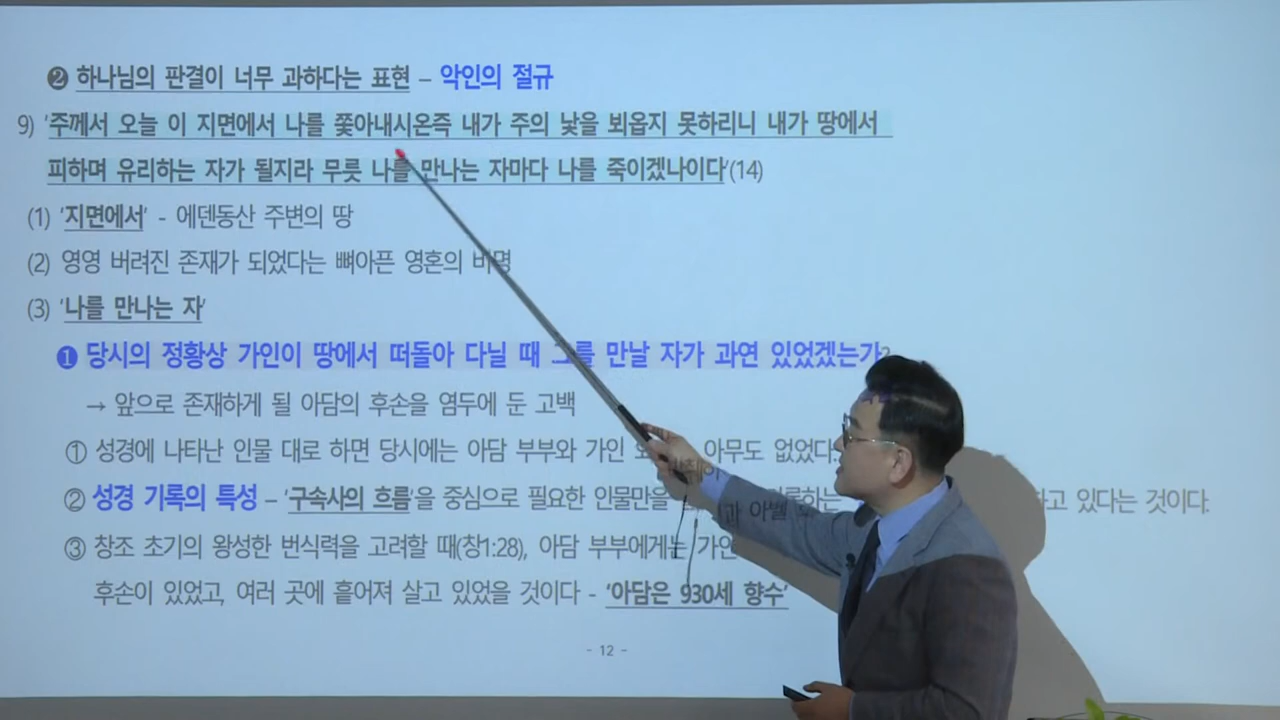 ❷ 하나님의 판결이 너무 과하다는 표현 – 악인의 절규
9) '주께서 오늘 이 지면에서 나를 쫓아내시온즉 내가 주의 낯을 뵈옵지 못하리니 내가 땅에서
피하며 유리하는 자가 될지라 무릇 나를 만나는 자마다 나를 죽이겠나이다'(14)
(1) '지면에서' - 에덴동산 주변의 땅
(2) 영영 버려진 존재가 되었다는 뼈아픈 영혼의 비명
(3) '나를 만나는 자'
❶ 당시의 정황상 가인이 땅에서 떠돌아 다닐 때 그를 만날 자가 과연 있었겠는가?
→ 앞으로 존재하게 될 아담의 후손을 염두에 둔 고백
① 성경에 나타난 인물 대로 하면 당시에는 아담 부부와 가인 아무도 없었다.
② 성경 기록의 특성 – '구속사의 흐름'을 중심으로 필요한 인물만을 하고 있다는 것이다.
③ 창조 초기의 왕성한 번식력을 고려할 때(창1:28), 아담 부부에게는 가인과 아벨
후손이 있었고, 여러 곳에 흩어져 살고 있었을 것이다 - '아담은 930세 향수'
- 12 -